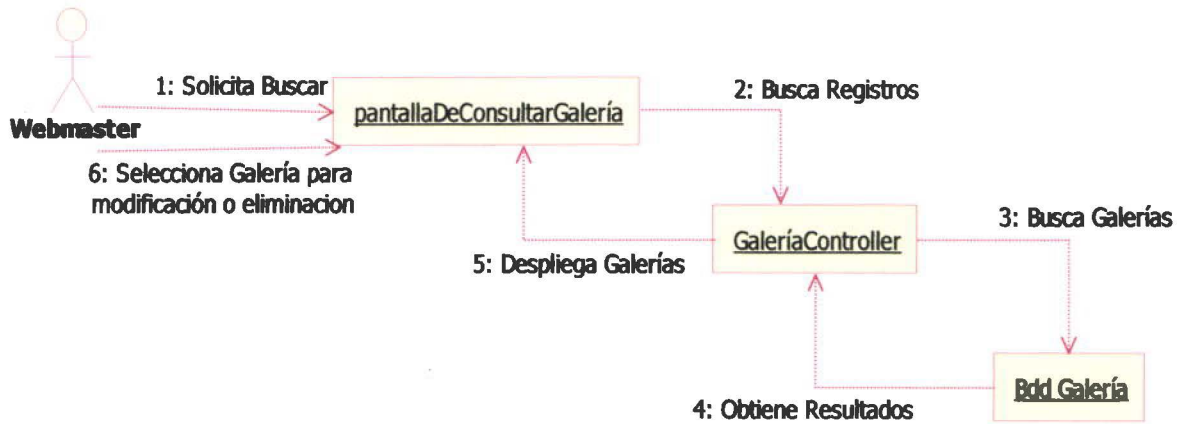 1: Solicita Buscar
2: Busca Registros
pantallaDeConsultarGalería
Webmaster
6: Selecciona Galería para
modificación o eliminacion
3: Busca Galerías
GaleríaController
5: Despliega Galerías
Bdd Galería
4: Obtiene Resultados